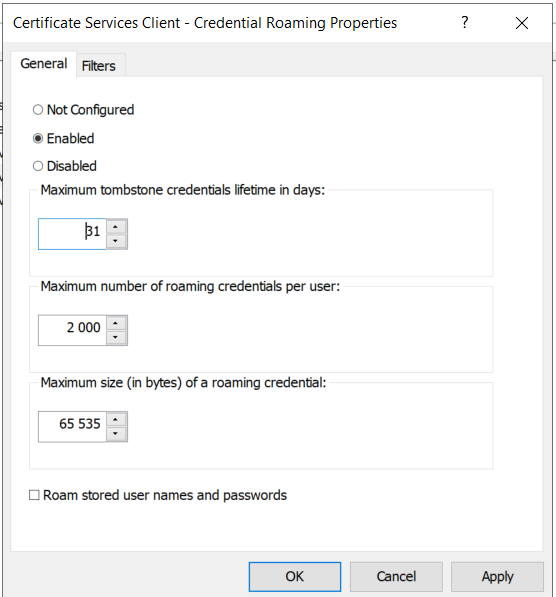 Certificate Services Client - Credential Roaming Properties ?
General Filters
Not Configured
Enabled
Disabled
Maximum tombstone credentials lifetime in days:
31
Maximum number of roaming credentials per user:
2 000
Maximum size (in bytes) of a roaming credential:
65 535
Roam stored user names and passwords
OK Cancel Apply